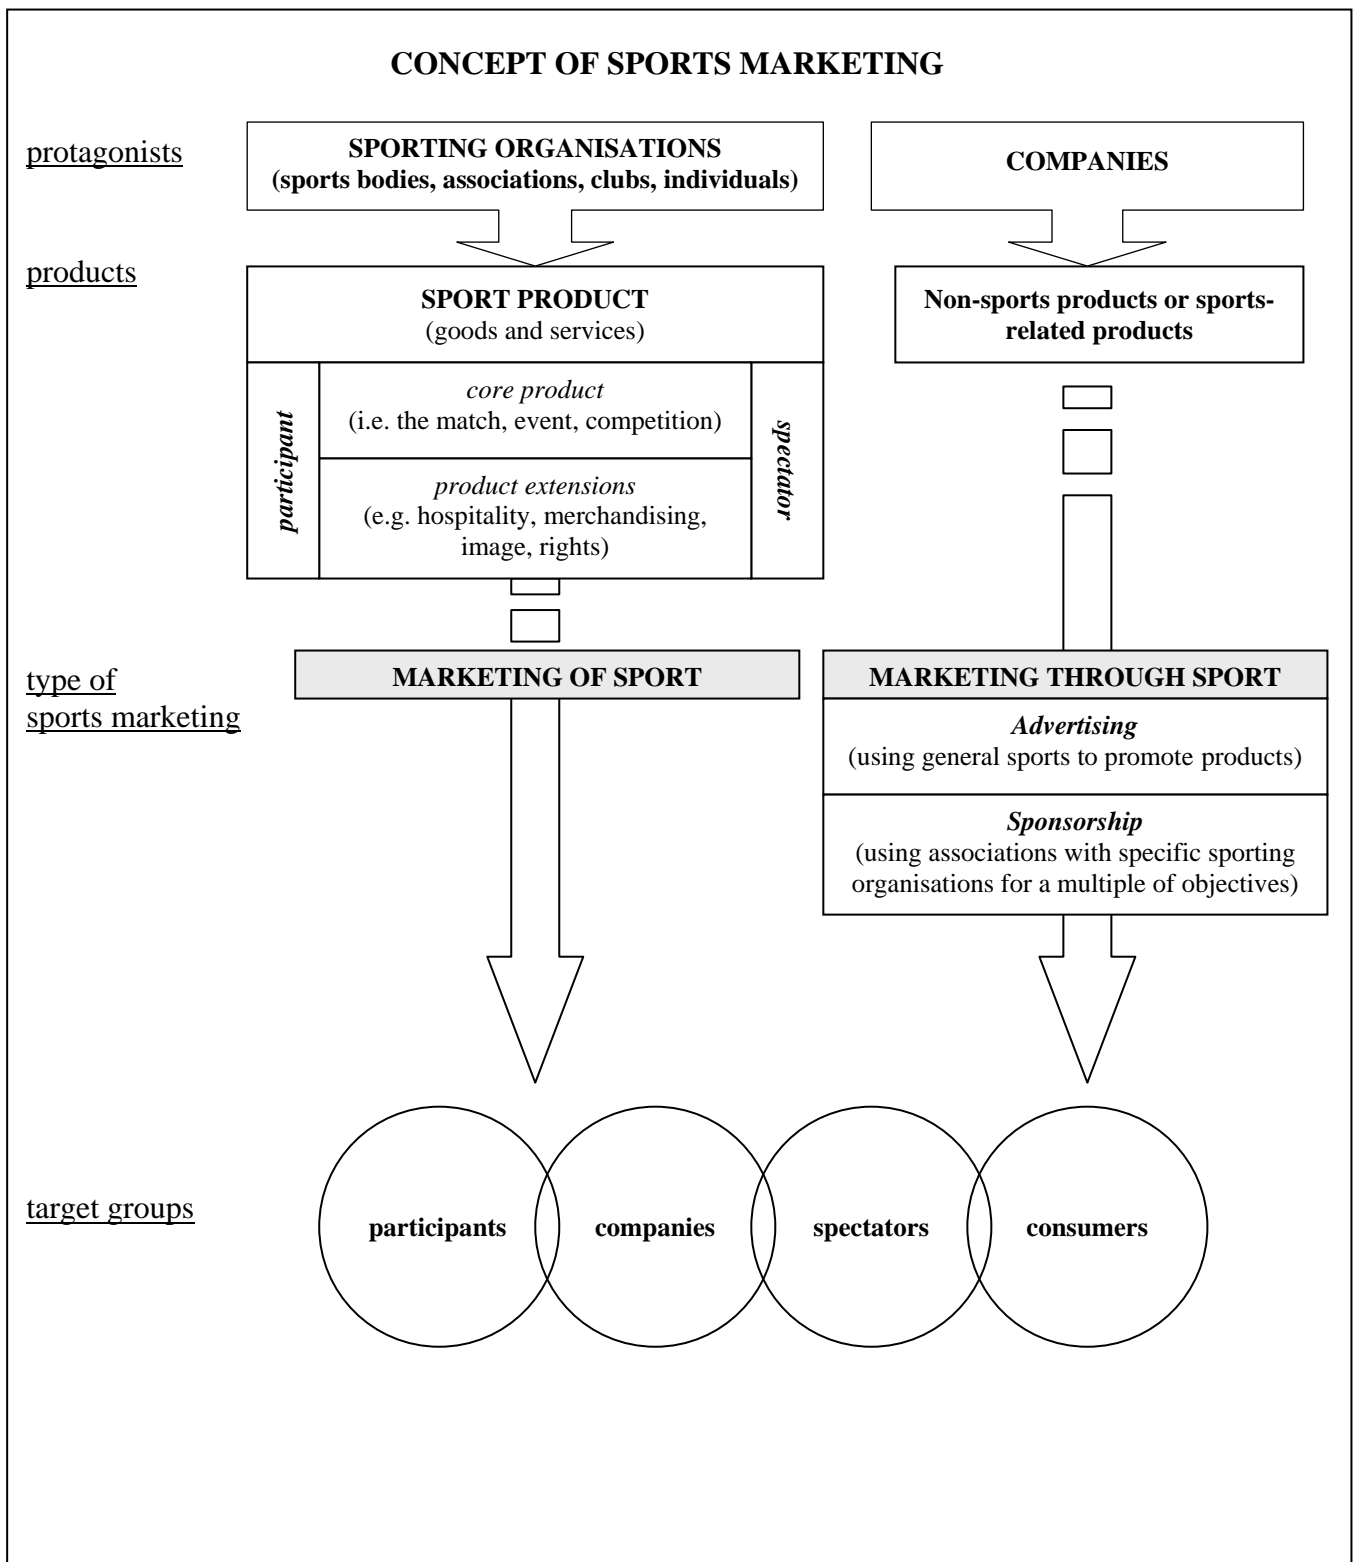 CONCEPT OF SPORTS MARKETING
protagonists
SPORTING ORGANISATIONS
(sports bodies, associations, clubs, individuals)
COMPANIES
products
SPORT PRODUCT
(goods and services)
Non-sports products or sports-
related products
participant
core product
(i.e. the match, event, competition)
product extensions
(e.g. hospitality, merchandising,
image, rights)
spectator
type of
sports marketing
MARKETING OF SPORT
MARKETING THROUGH SPORT
Advertising
(using general sports to promote products)
Sponsorship
(using associations with specific sporting
organisations for a multiple of objectives)
target groups
participants
companies
spectators
consumers